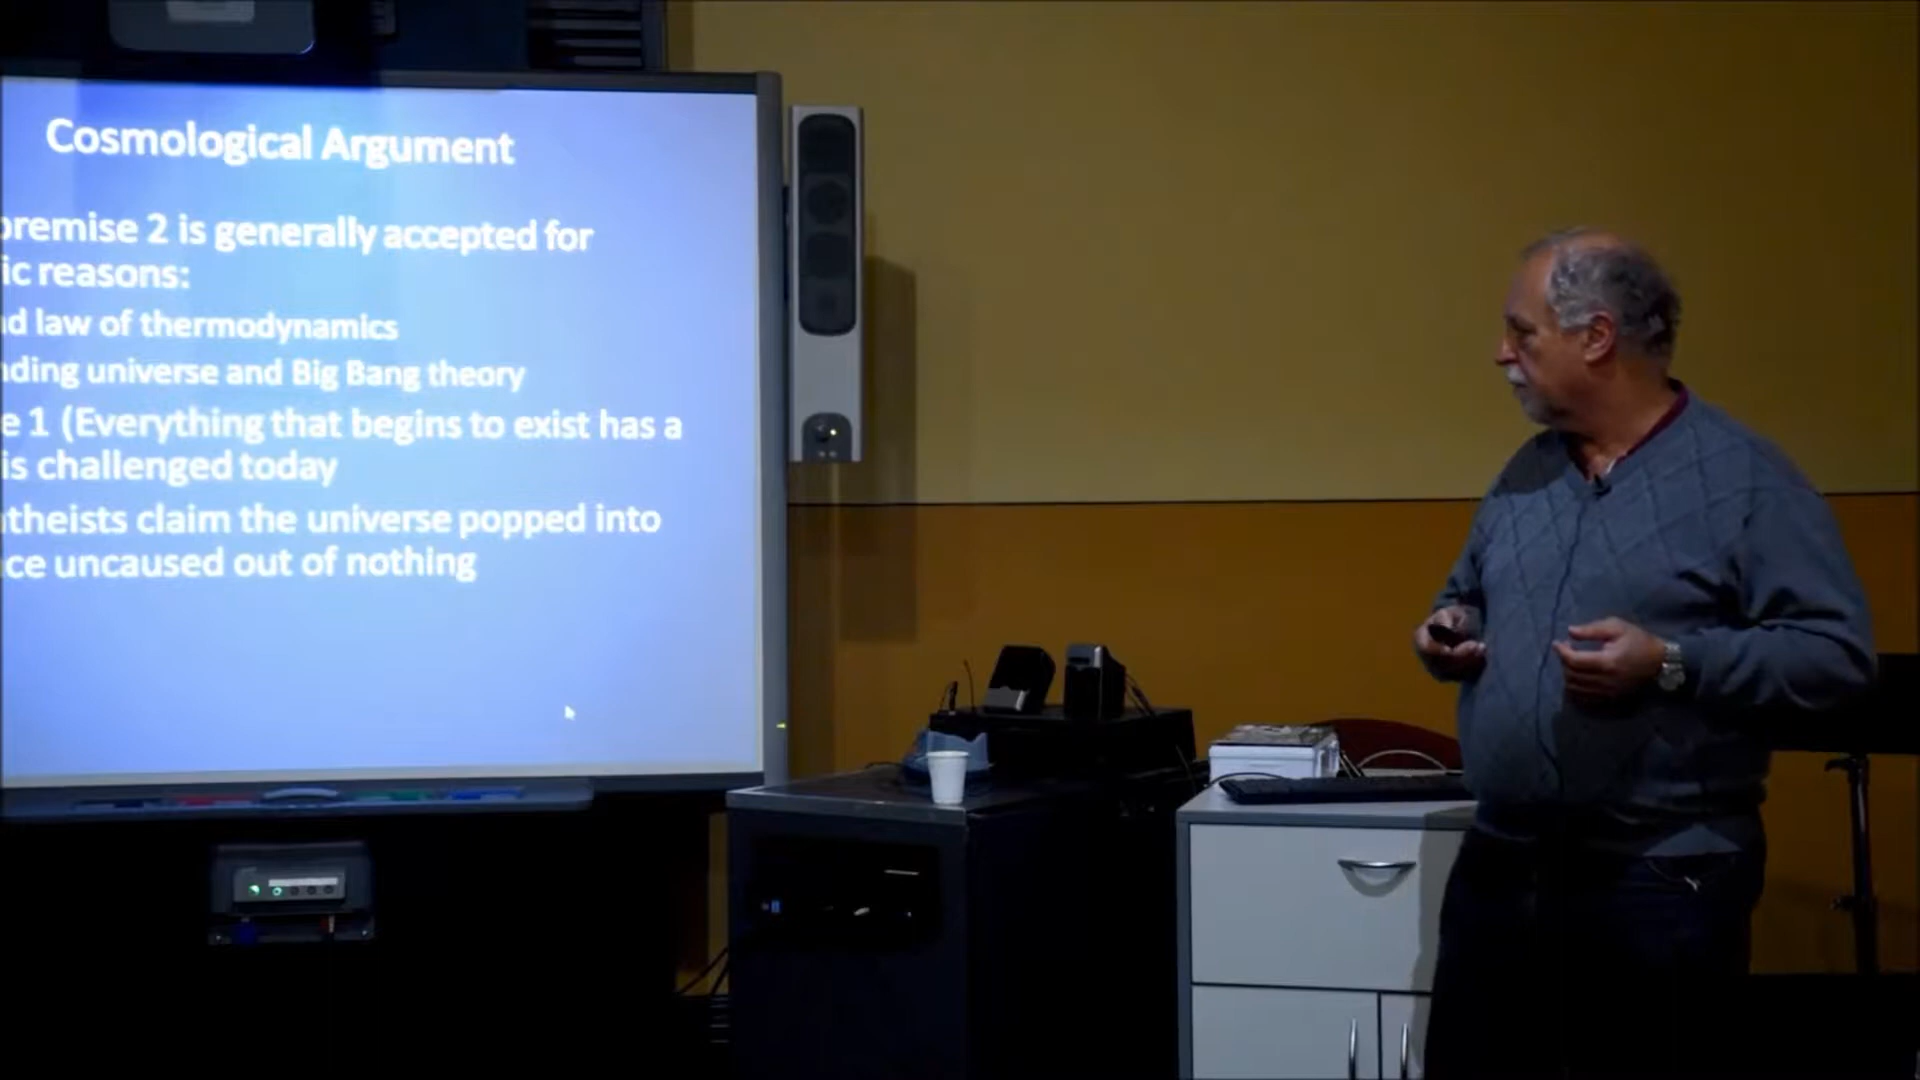 Cosmological Argument
premise 2 is generally accepted for
ic reasons:
nd law of thermodynamics
nding universe and Big Bang theory
e 1 (Everything that begins to exist has a
is challenged today
atheists claim the universe popped into
ce uncaused out of nothing